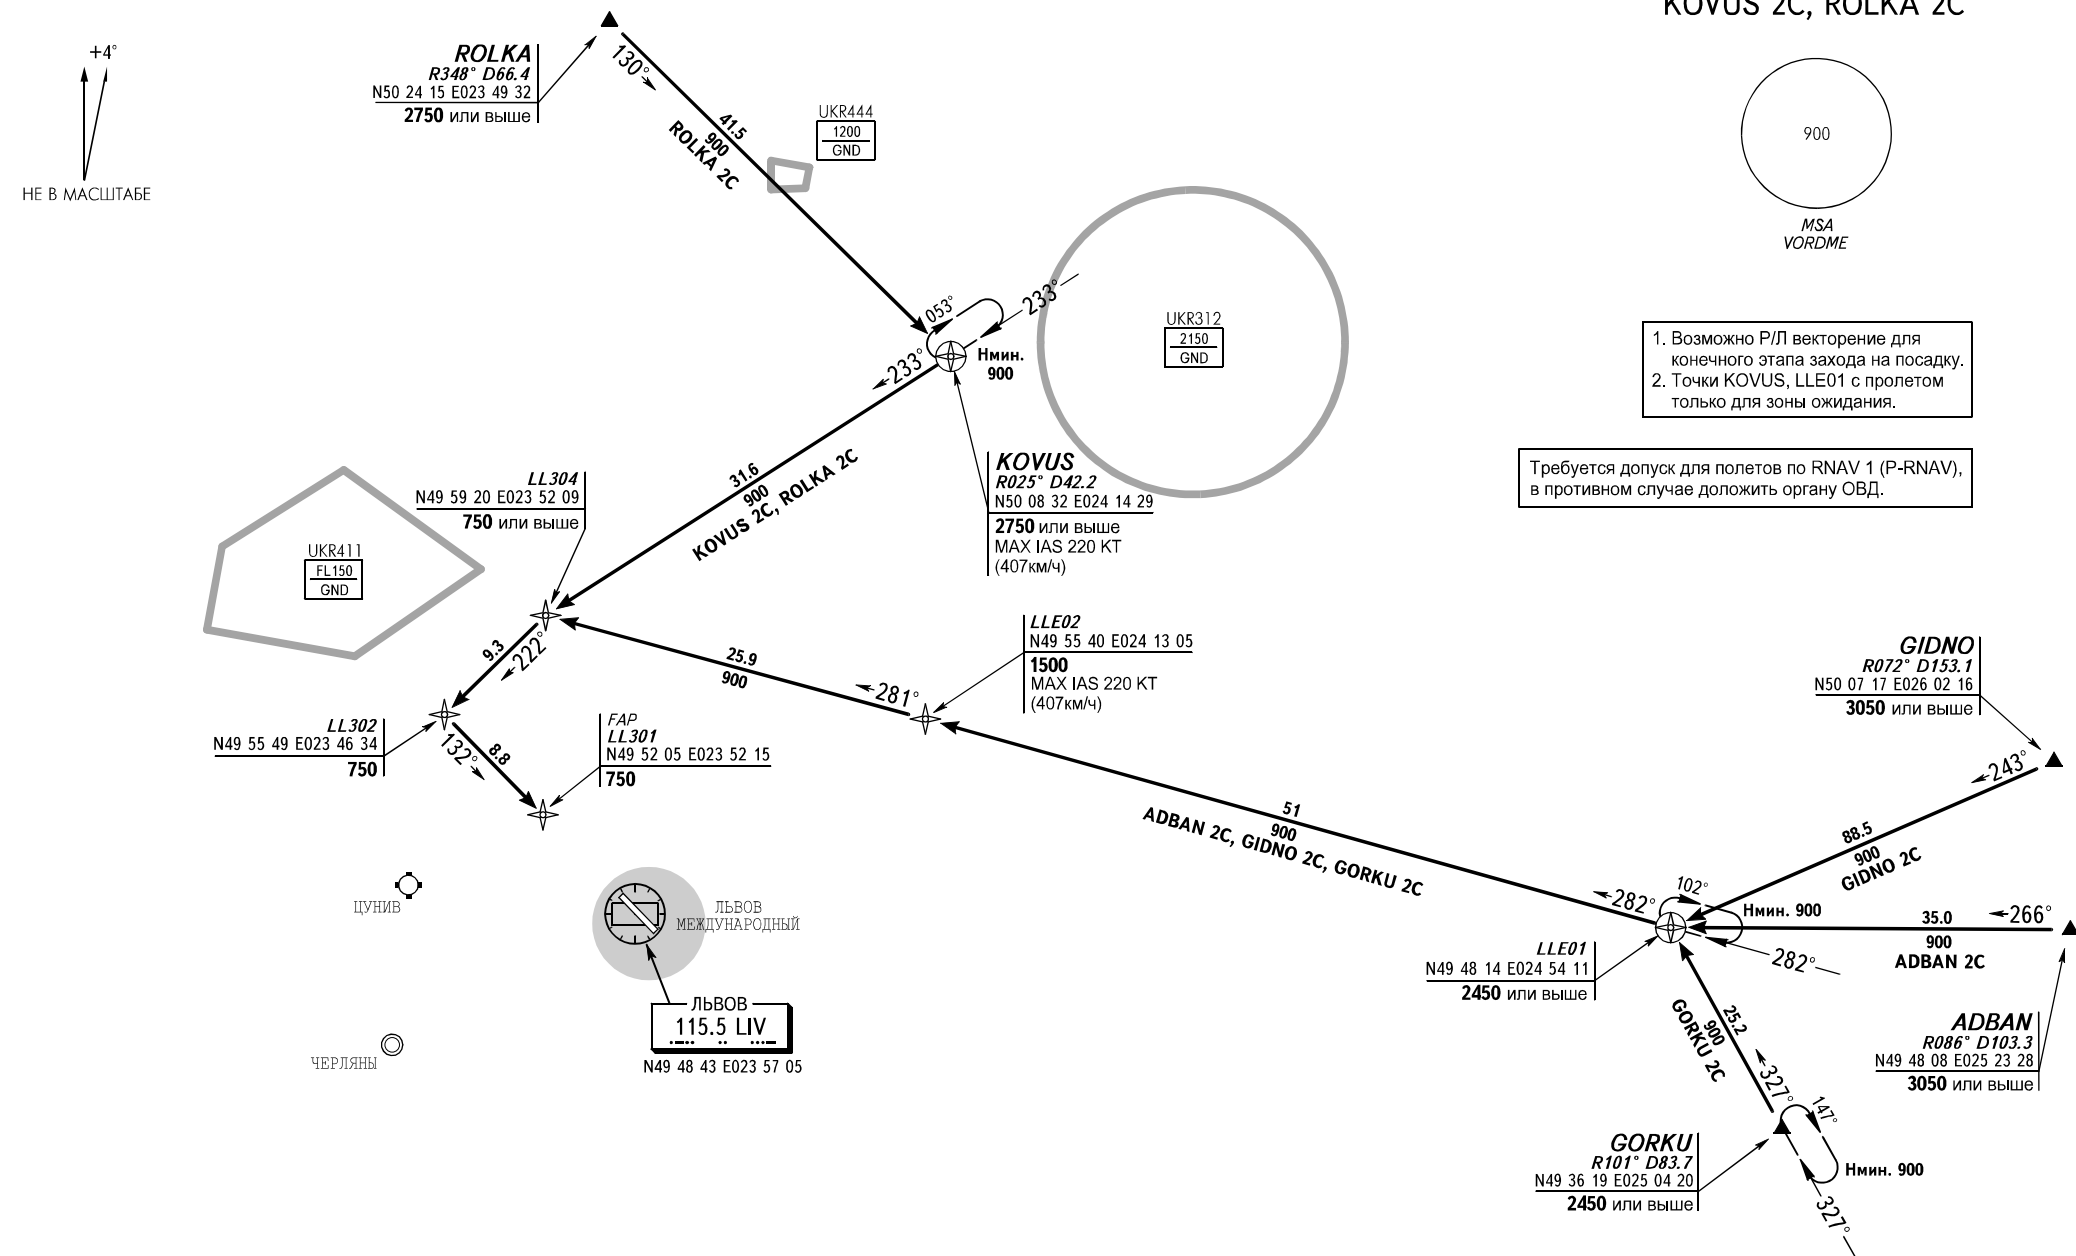 KOVUS 2C, ROLKA 2C
+4°
НЕ В МАСШТАБЕ
ROLKA
R348° D66.4
N50 24 15 E023 49 32
2750 или выше
130°
41.5
900
ROLKA 2C
UKR444
1200
GND
900
MSA
VORDME
053°
233°
233°
Нмин.
900
UKR312
2150
GND
1. Возможно Р/Л векторение для
конечного этапа захода на посадку.
2. Точки KOVUS, LLE01 с пролетом
только для зоны ожидания.
Требуется допуск для полетов по RNAV 1 (P-RNAV),
в противном случае доложить органу ОВД.
KOVUS
R025° D42.2
N50 08 32 E024 14 29
2750 или выше
MAX IAS 220 KT
(407км/ч)
31.6
900
KOVUS 2C, ROLKA 2C
LL304
N49 59 20 E023 52 09
750 или выше
UKR411
FL150
GND
9.3
222°
25.9
900
281°
LLE02
N49 55 40 E024 13 05
1500
MAX IAS 220 KT
(407км/ч)
GIDNO
R072° D153.1
N50 07 17 E026 02 16
3050 или выше
LL302
N49 55 49 E023 46 34
750
132°
8.8
FAP
LL301
N49 52 05 E023 52 15
750
243°
88.5
900
GIDNO 2C
51
900
ADBAN 2C, GIDNO 2C, GORKU 2C
282°
102°
Нмин. 900
35.0
266°
900
ADBAN 2C
282°
ЦУНИВ
ЛЬВОВ
МЕЖДУНАРОДНЫЙ
LLE01
N49 48 14 E024 54 11
2450 или выше
ЛЬВОВ
115.5 LIV
N49 48 43 E023 57 05
ЧЕРЛЯНЫ
25.2
900
GORKU 2C
327°
147°
ADBAN
R086° D103.3
N49 48 08 E025 23 28
3050 или выше
GORKU
R101° D83.7
N49 36 19 E025 04 20
2450 или выше
Нмин. 900
327°